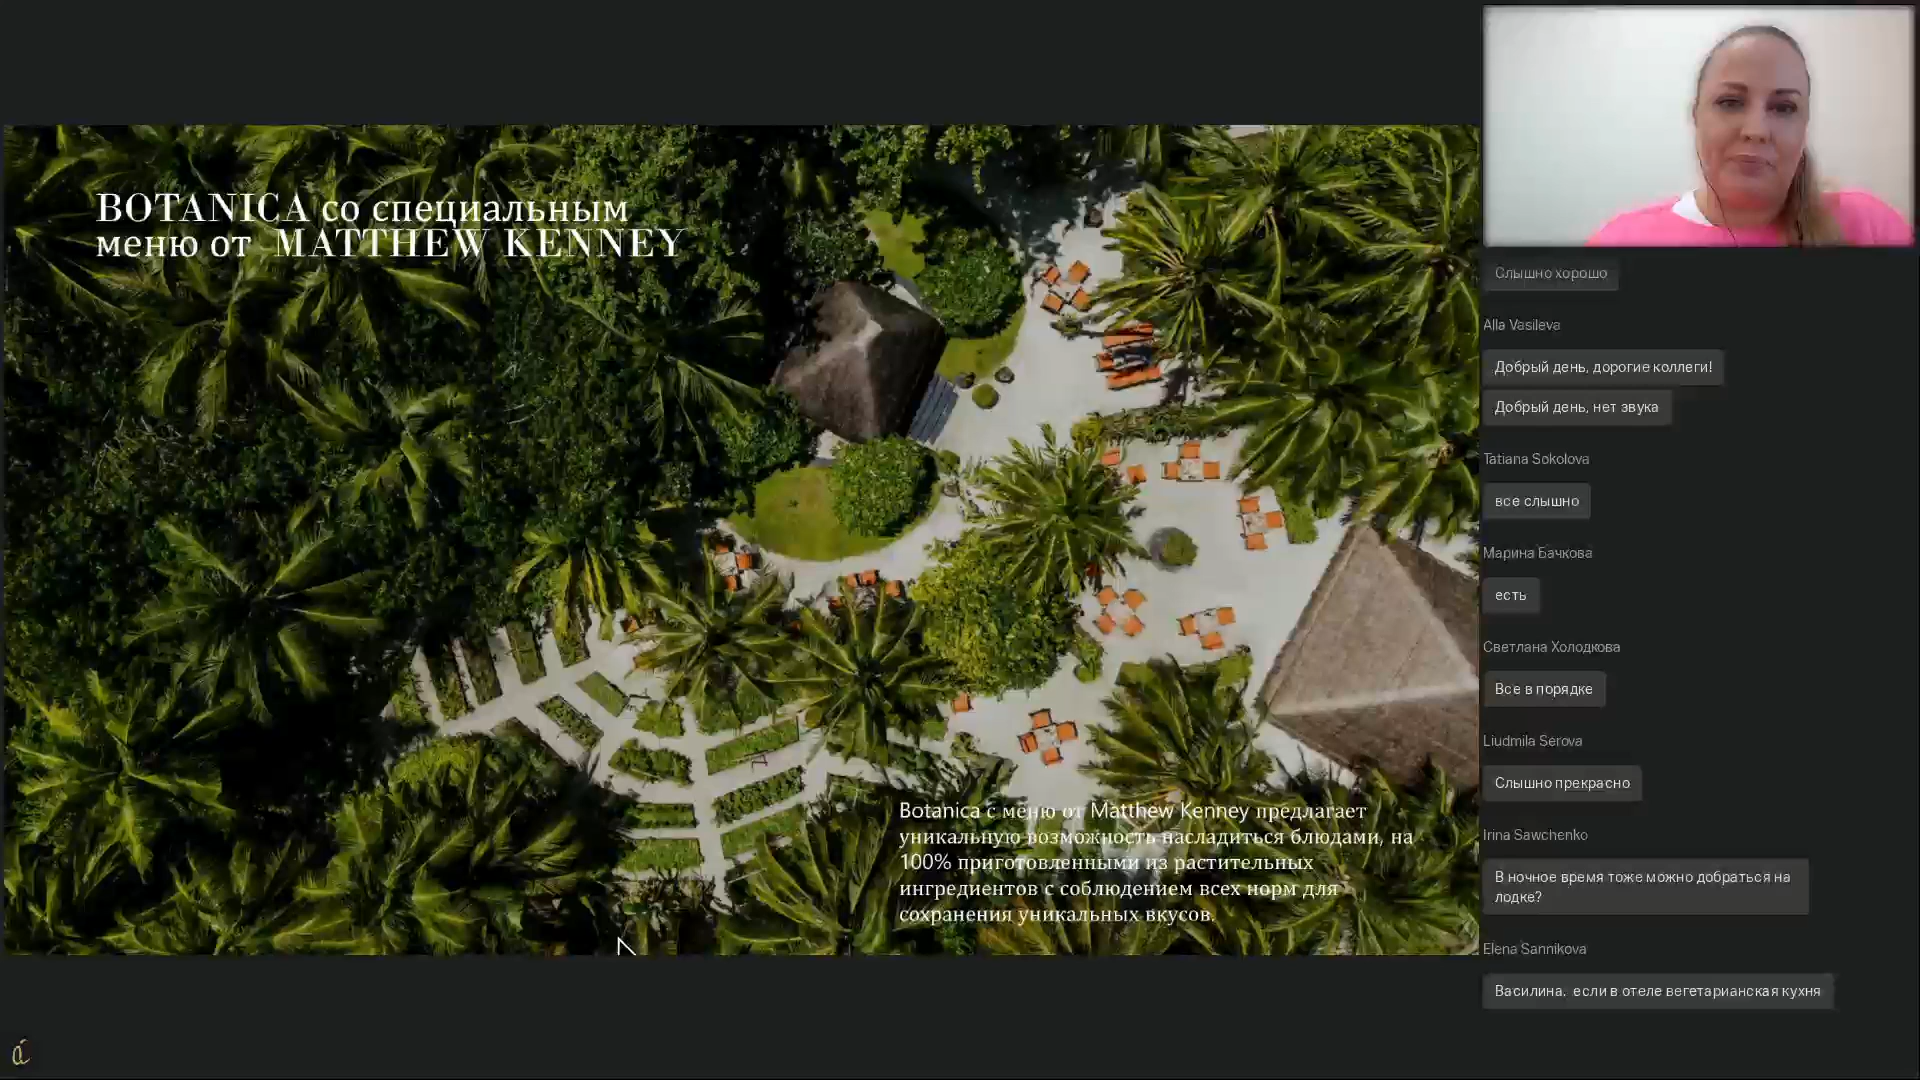 BOTANICA со специальным
меню от MATTHEW KENNEY
Botanica с меню от Matthew Kenney предлагает
уникальную возможность насладиться блюдами, на
100% приготовленными из растительных
ингредиентов с соблюдением всех норм для
сохранения уникальных вкусов.
Слышно хорошо
Alla Vasileva
Добрый день, дорогие коллеги!
Добрый день, нет звука
Tatiana Sokolova
все слышно
Марина Бачкова
есть
Светлана Холодкова
Все в порядке
Liudmila Serova
Слышно прекрасно
Irina Sawchenko
В ночное время тоже можно добраться на
лодке?
Elena Sannikova
Василина, если в отеле вегетарианская кухня
á